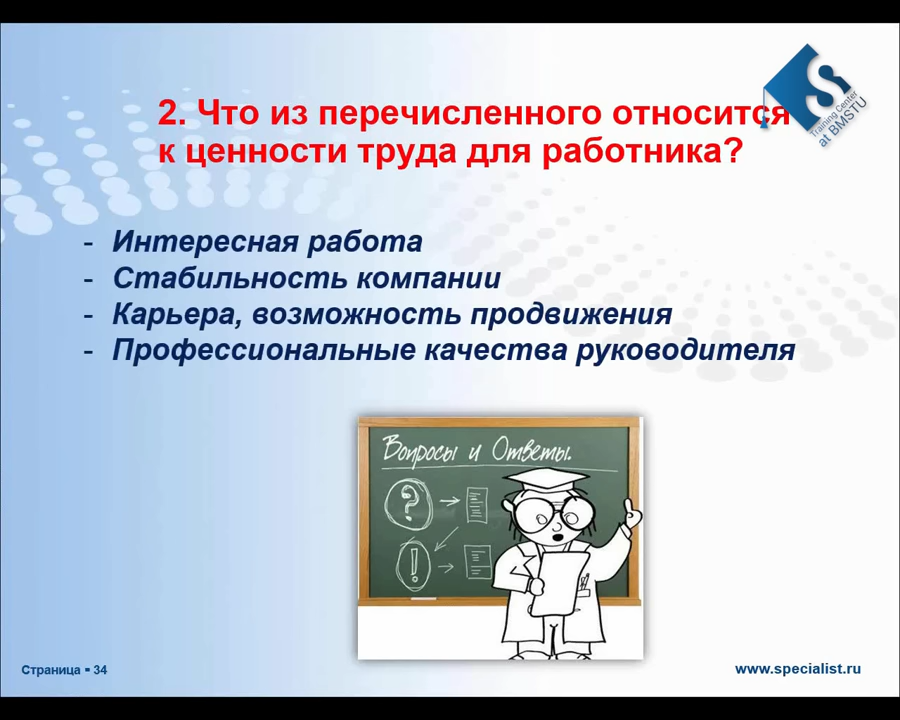 2. Что из перечисленного относится
к ценности труда для работника?
Training Center
at BMSTU
- Интересная работа
- Стабильность компании
- Карьера, возможность продвижения
- Профессиональные качества руководителя
Вопросы и Ответы.
?
!
Страница ▪ 34
www.specialist.ru